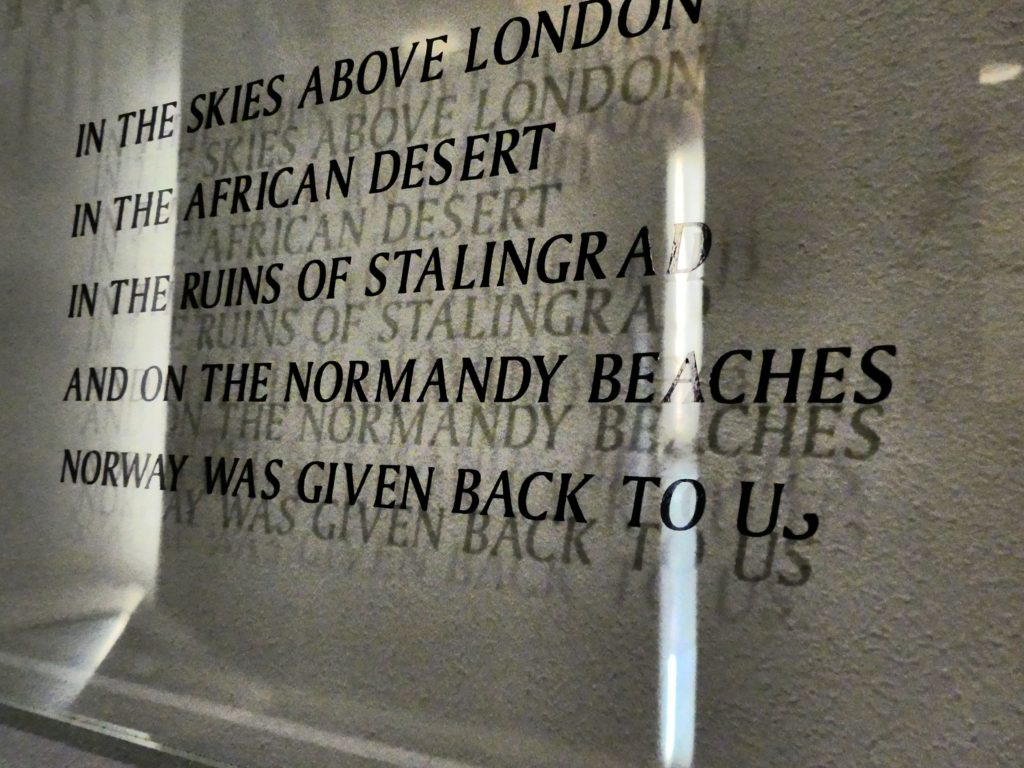 IN THE SKIES ABOVE LONDON
IN THE AFRICAN DESERT
IN THE RUINS OF STALINGRAD
AND ON THE NORMANDY BEACHES
NORWAY WAS GIVEN BACK TO US